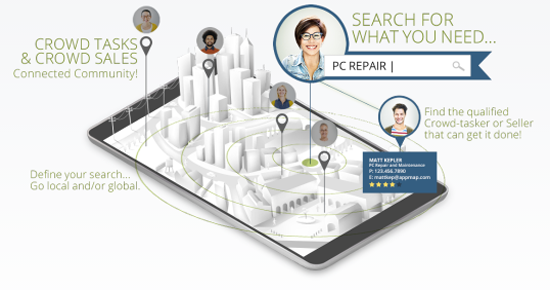 CROWD TASKS
& CROWD SALES
Connected Community!
SEARCH FOR
WHAT YOU NEED...
PC REPAIR |
Find the qualified
Crowd-tasker or Seller
that can get it done!
MATT KEPLER
PC Repair and Maintenance
P: 123.456.7890
E: mattkep@appmap.com
Define your search...
Go local and/or global.